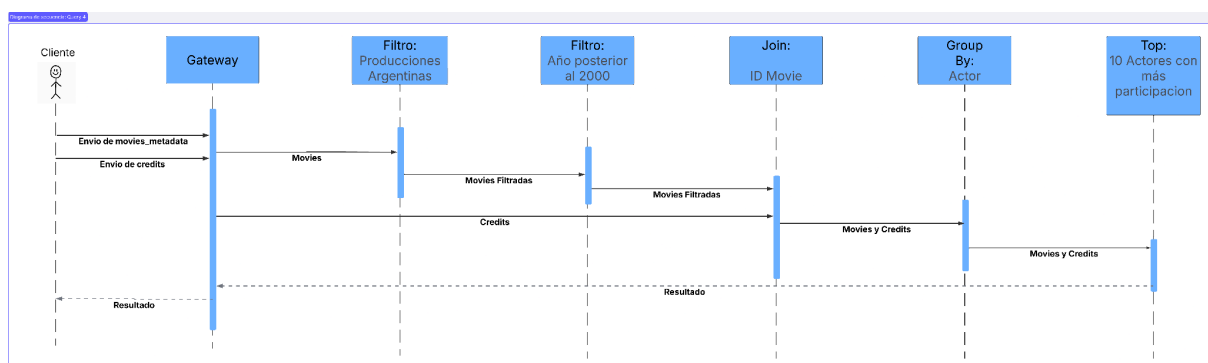 Diagrama de secuencia: Query 4
Cliente
Gateway
Filtro:
Producciones
Argentinas
Filtro:
Año posterior
al 2000
Join:
ID Movie
Group
By:
Actor
Top:
10 Actores con
más
participacion
Envio de movies_metadata
Envio de credits
Movies
Movies Filtradas
Movies Filtradas
Credits
Movies y Credits
Movies y Credits
Resultado
Resultado